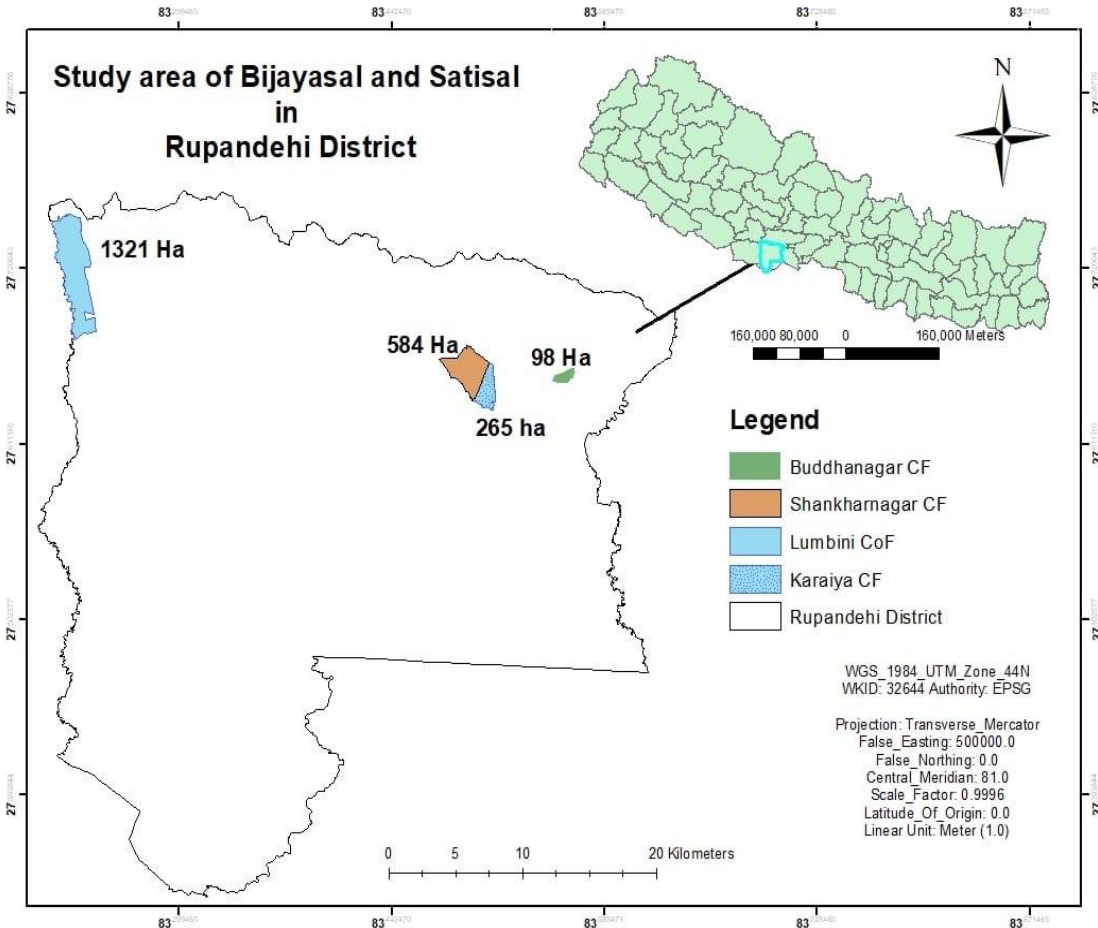 Study area of Bijayasal and Satisal
in
Rupandehi District
N
1321 Ha
584 Ha
98 Ha
265 ha
160,000 80,000 0 160,000 Meters
Legend
Buddhanagar CF
Shankharnagar CF
Lumbini CoF
Karaiya CF
Rupandehi District
WGS_1984_UTM_Zone_44N
WKID: 32644 Authority: EPSG
Projection: Transverse_Mercator
False_Easting: 500000.0
False_Northing: 0.0
Central_Meridian: 81.0
Scale_Factor: 0.9996
Latitude_Of_Origin: 0.0
Linear Unit: Meter (1.0)
0 5 10 20 Kilometers